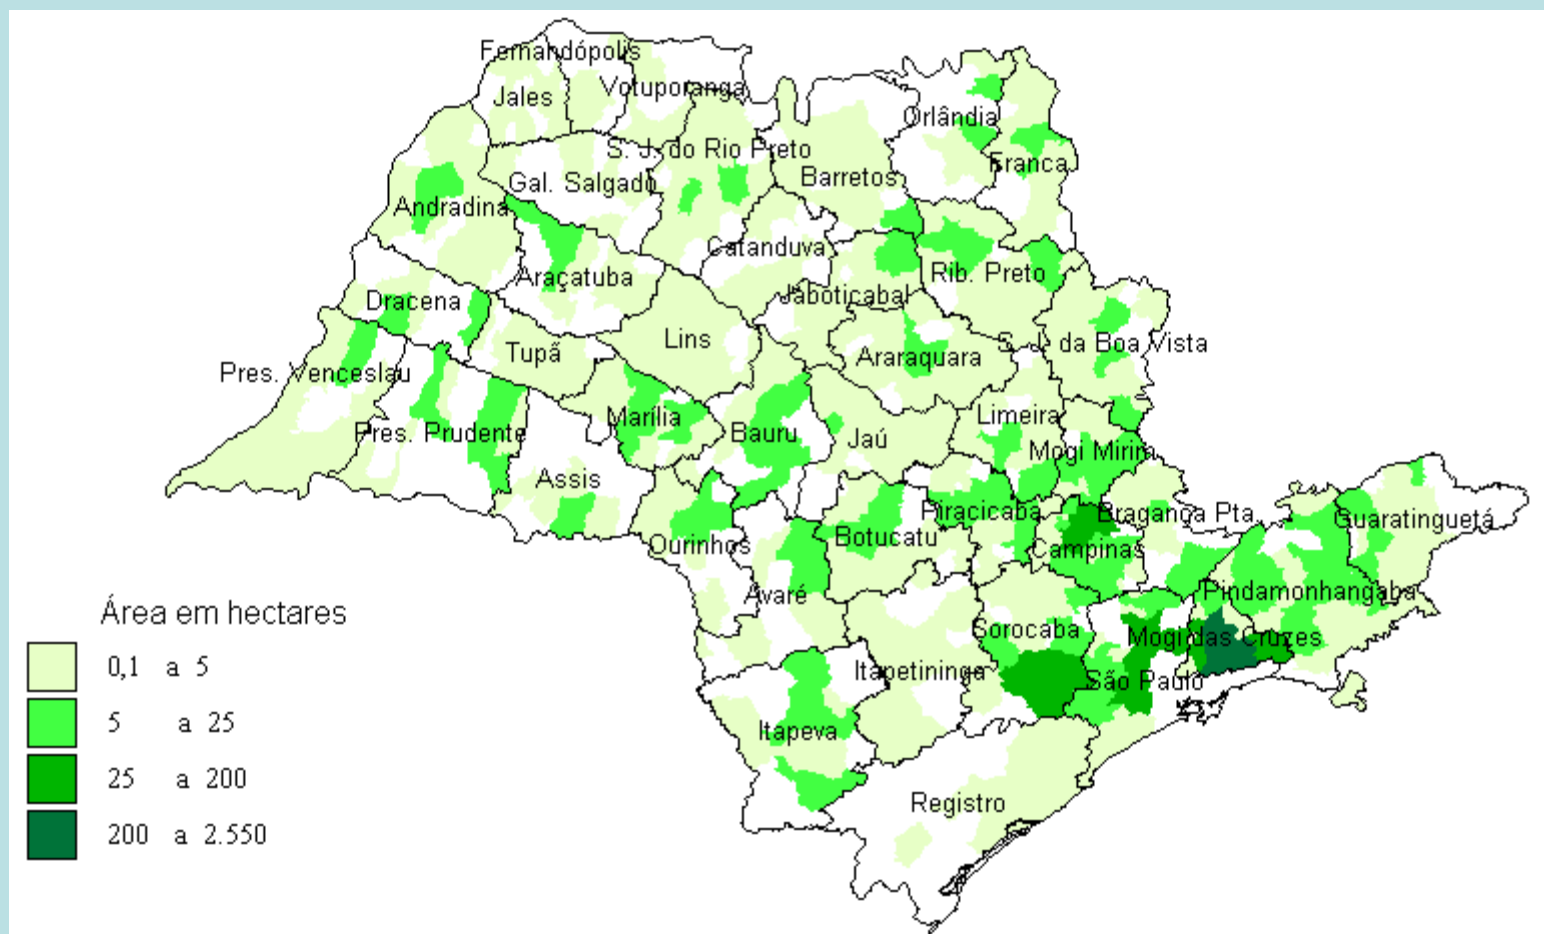 Fernandópolis
Votuporanga
Jales
Orlândia
S. J. do Rio Preto
Franca
Barretos
Gal. Salgado
Andradina
Catanduva
Rib. Preto
Araçatuba
Jaboticabal
Dracena
Lins
S. J. da Boa Vista
Tupã
Araraquara
Pres. Venceslau
Marília
Limeira
Pres. Prudente
Bauru
Jaú
Mogi Mirim
Assis
Piracicaba
Bragança Pta.
Guaratinguetá
Ourinhos
Botucatu
Campinas
Avaré
Pindamonhangaba
Área em hectares
Sorocaba
Mogi das Cruzes
0,1 a 5
Itapetininga
São Paulo
5 a 25
Itapeva
25 a 200
Registro
200 a 2.550